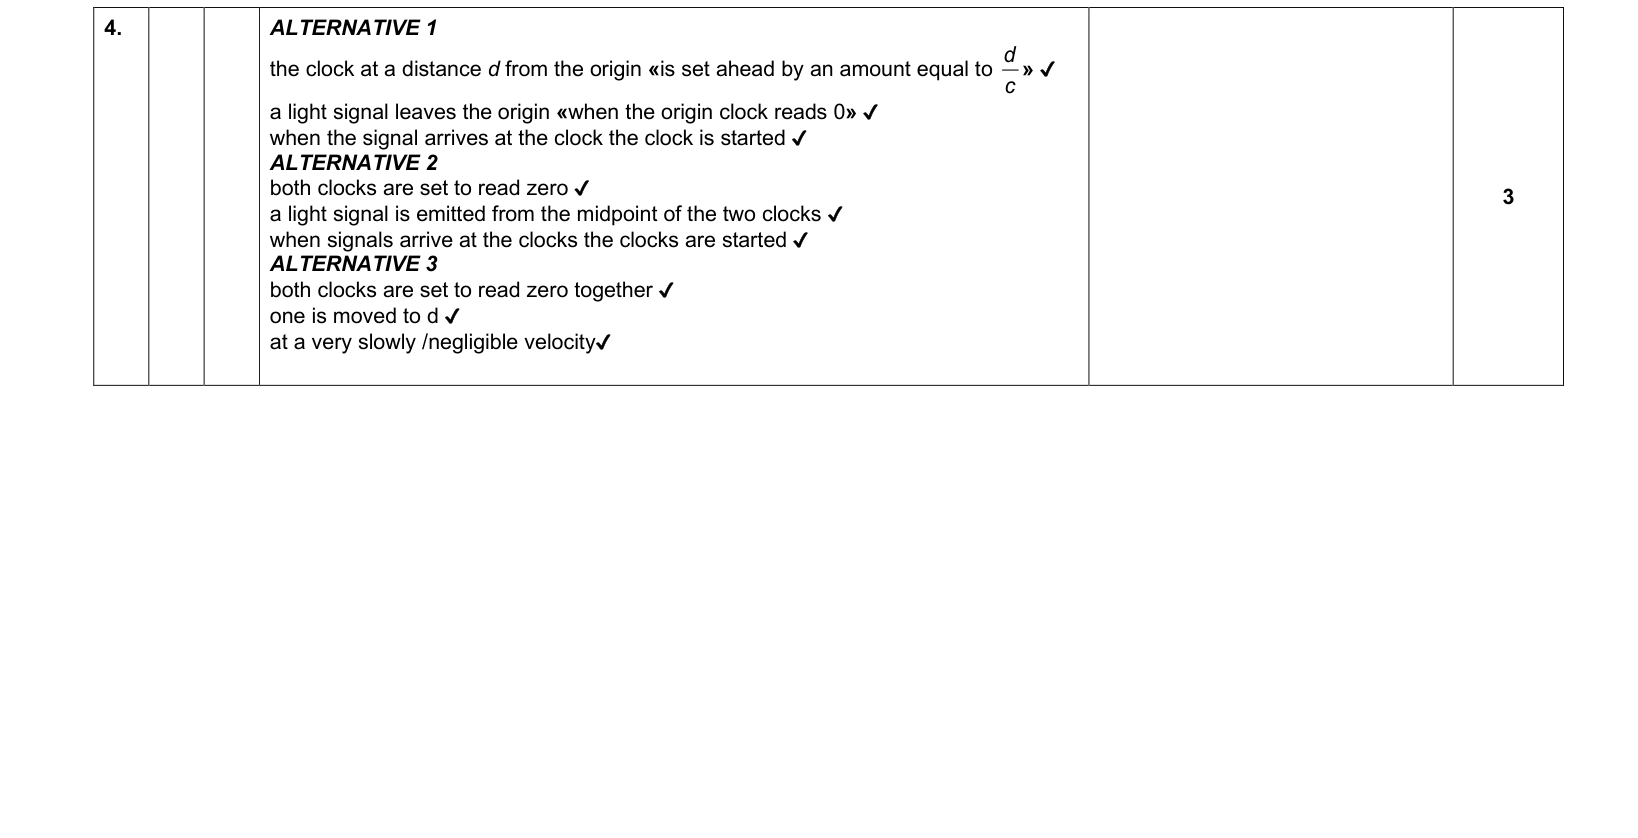 4.
ALTERNATIVE 1
the clock at a distance d from the origin «is set ahead by an amount equal to d/c» ✓
a light signal leaves the origin «when the origin clock reads 0» ✓
when the signal arrives at the clock the clock is started ✓
ALTERNATIVE 2
both clocks are set to read zero ✓
a light signal is emitted from the midpoint of the two clocks ✓
when signals arrive at the clocks the clocks are started ✓
ALTERNATIVE 3
both clocks are set to read zero together ✓
one is moved to d ✓
at a very slowly /negligible velocity✓
3